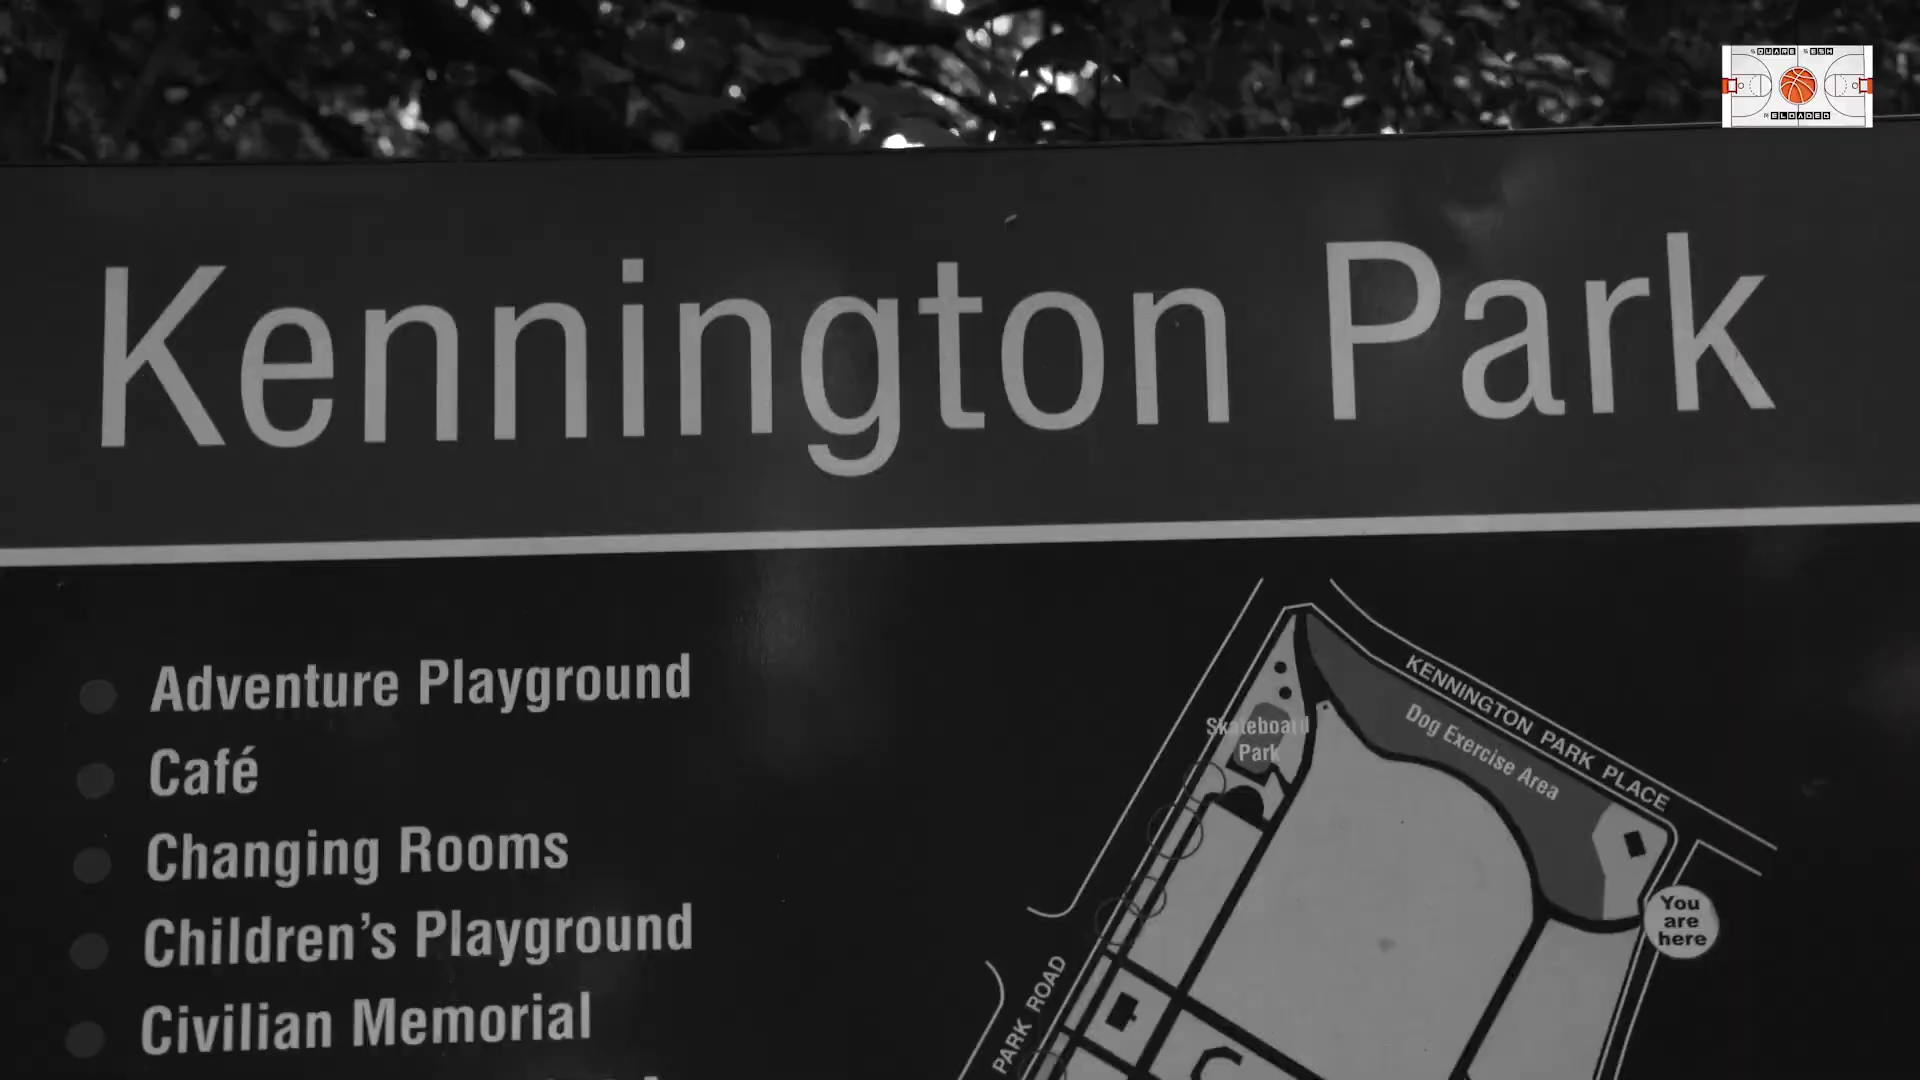 Kennington Park
Adventure Playground
Café
Changing Rooms
Children's Playground
Civilian Memorial
KENNINGTON PARK PLACE
Dog Exercise Area
Skateboard
Park
You
are
here
PARK ROAD